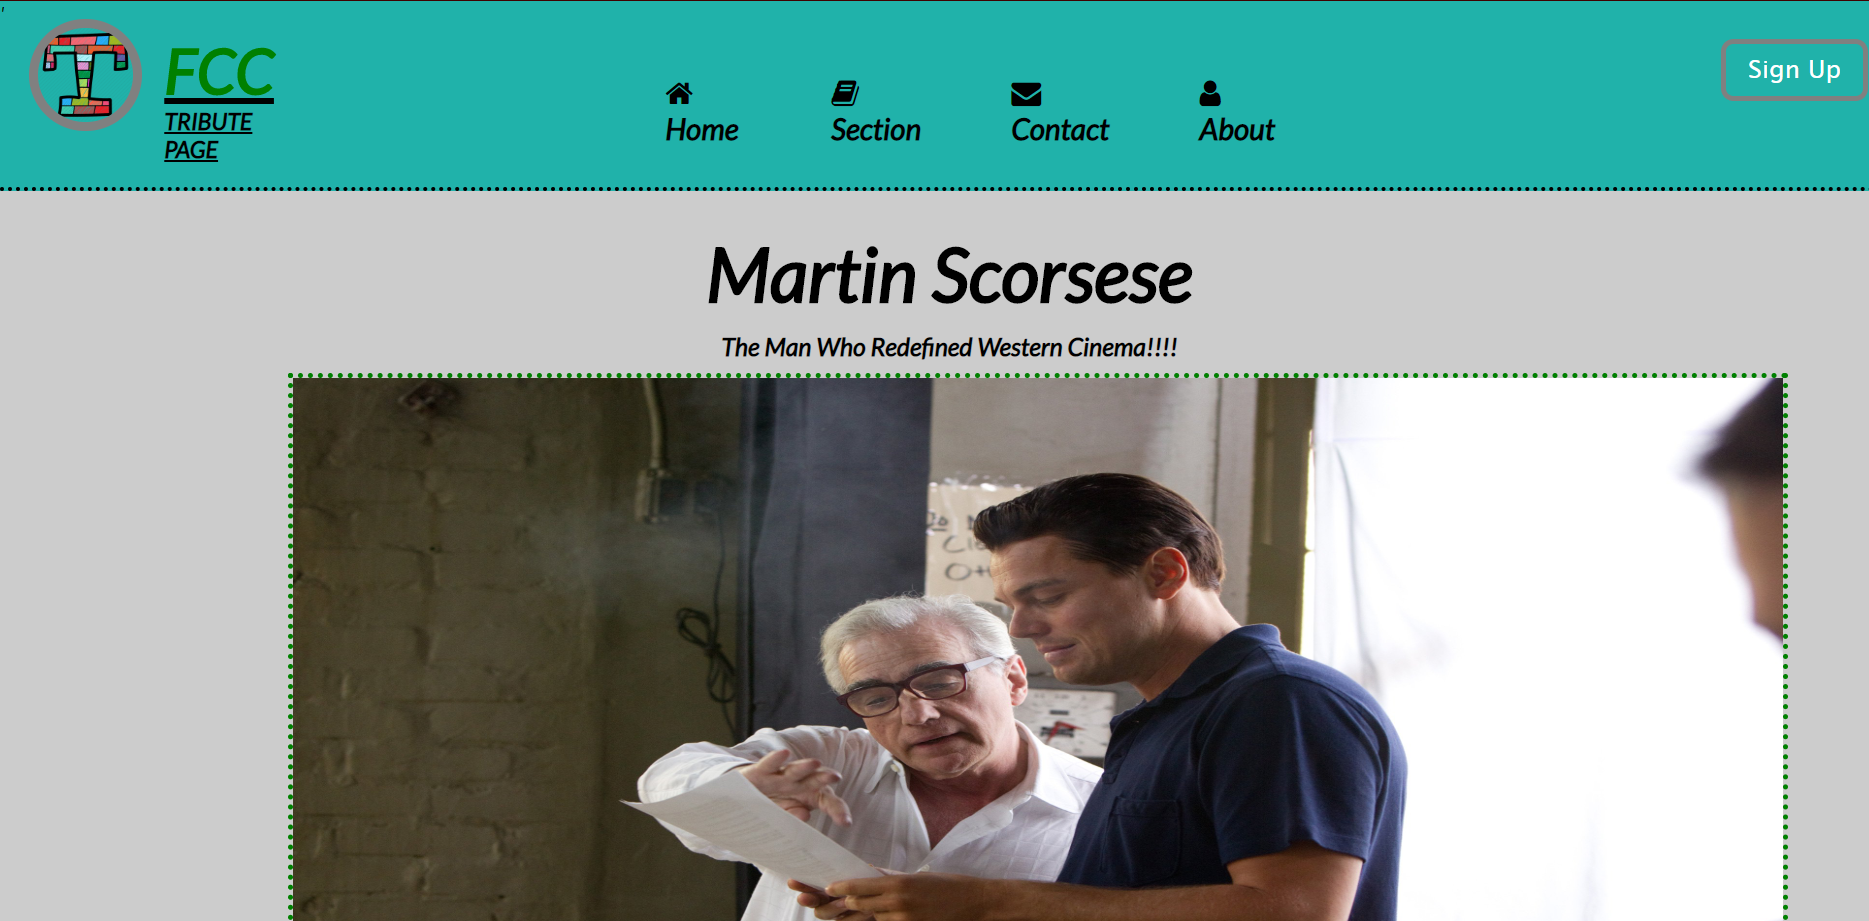 '
T
FCC
TRIBUTE
PAGE
Home
Section
Contact
About
Sign Up
Martin Scorsese
The Man Who Redefined Western Cinema!!!!